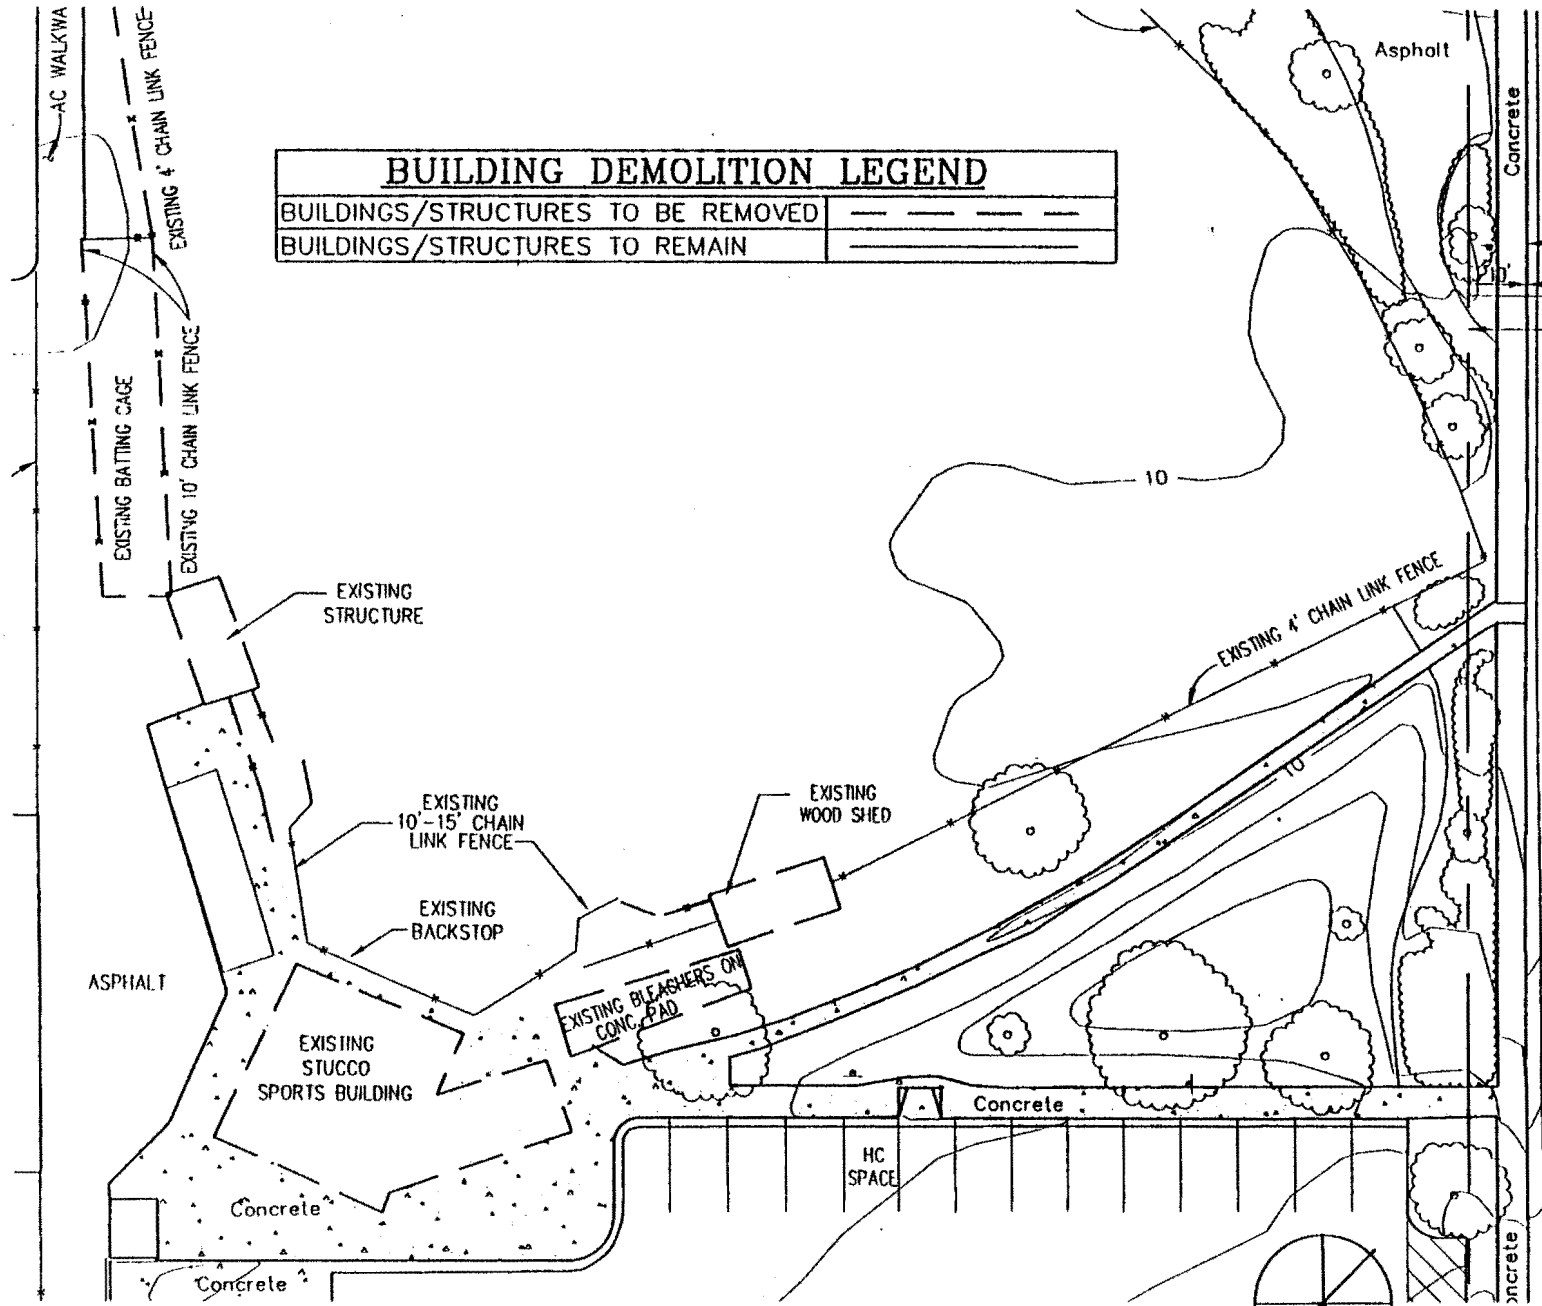 AC WALKWA
EXISTING 4' CHAIN LINK FENCE
Asphalt
Concrete
BUILDING DEMOLITION LEGEND
BUILDINGS/STRUCTURES TO BE REMOVED
BUILDINGS/STRUCTURES TO REMAIN
10'
EXISTING BATTING CAGE
EXISTING 10' CHAIN LINK FENCE
10
EXISTING
STRUCTURE
EXISTING 4' CHAIN LINK FENCE
10
EXISTING
10'-15' CHAIN
LINK FENCE
EXISTING
WOOD SHED
EXISTING
BACKSTOP
ASPHALT
EXISTING BLEACHERS ON
CONC. PAD
EXISTING
STUCCO
SPORTS BUILDING
Concrete
HC
SPACE
Concrete
Concrete
oncrete